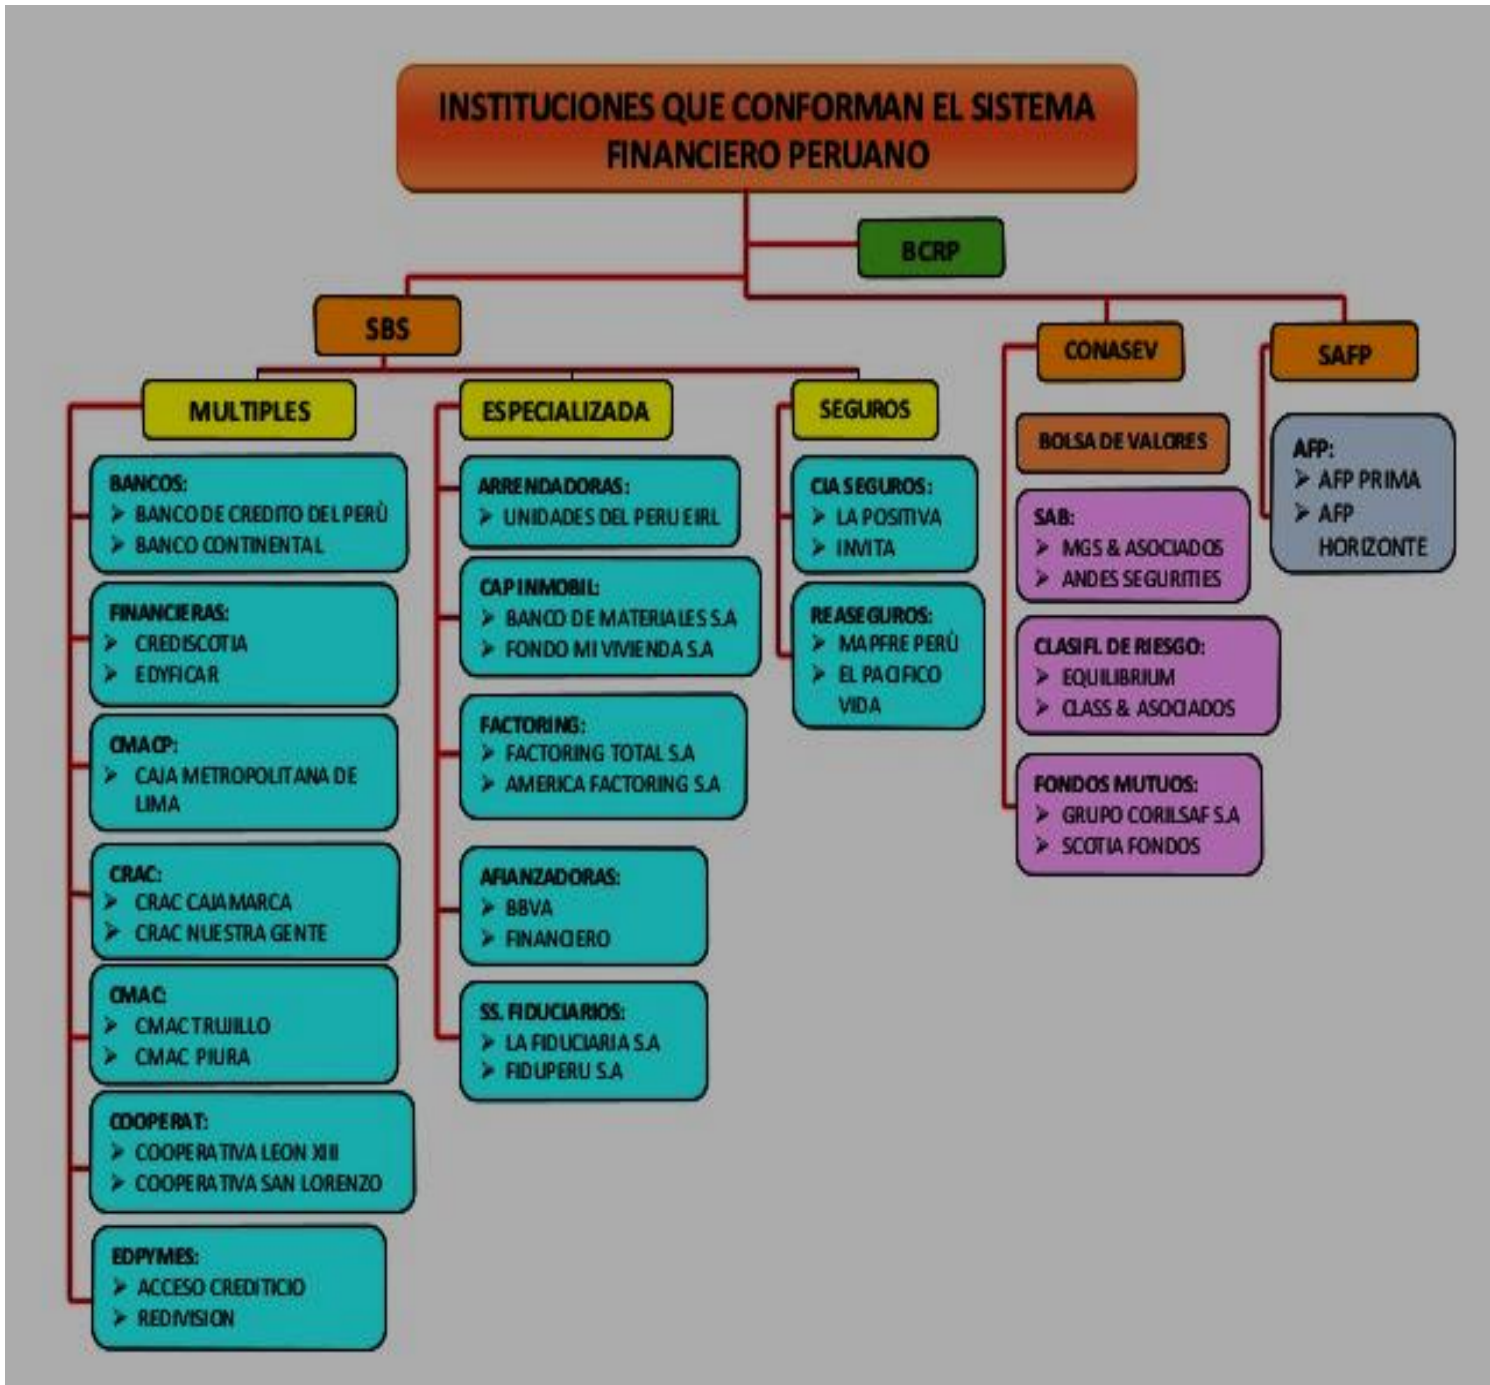 INSTITUCIONES QUE CONFORMAN EL SISTEMA
FINANCIERO PERUANO
BCRP
SBS
CONASEV
SAFP
MULTIPLES
BANCOS:
BANCO DE CREDITO DEL PERÙ
BANCO CONTINENTAL
FINANCIERAS:
CREDISCOTIA
EDYFICAR
CMACP:
CAJA METROPOLITANA DE
LIMA
CRAC:
CRAC CAJAMARCA
CRAC NUESTRA GENTE
CMAC:
CMAC TRUJILLO
CMAC PIURA
COOPERAT:
COOPERATIVA LEON XIII
COOPERATIVA SAN LORENZO
EDPYMES:
ACCESO CREDITICIO
REDIVISION
ESPECIALIZADA
ARRENDADORAS:
UNIDADES DEL PERU EIRL
CAP INMOBIL:
BANCO DE MATERIALES S.A
FONDO MI VIVIENDA S.A
FACTORING:
FACTORING TOTAL S.A
AMERICA FACTORING S.A
AFIANZADORAS:
BBVA
FINANCIERO
SS. FIDUCIARIOS:
LA FIDUCIARIA S.A
FIDUPERU S.A
SEGUROS
CIA SEGUROS:
LA POSITIVA
INVITA
REASEGUROS:
MAPFRE PERÙ
EL PACIFICO
VIDA
BOLSA DE VALORES
SAB:
MGS & ASOCIADOS
ANDES SEGURITIES
CLASIFI. DE RIESGO:
EQUILIBRIUM
CLASS & ASOCIADOS
FONDOS MUTUOS:
GRUPO CORILSAF S.A
SCOTIA FONDOS
AFP:
AFP PRIMA
AFP
HORIZONTE